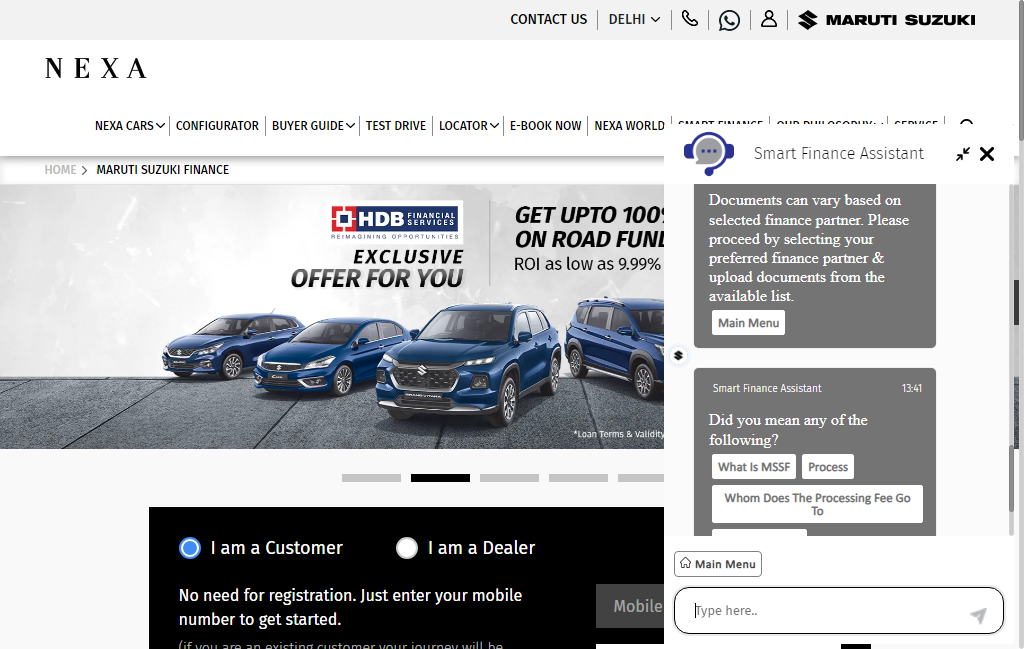 CONTACT US
DELHI
MARUTI SUZUKI
NEXA
NEXA CARS
CONFIGURATOR
BUYER GUIDE
TEST DRIVE
LOCATOR
E-BOOK NOW
NEXA WORLD
SMART FINANCE
OUR PHILOSOPHY
SERVICE
HOME
MARUTI SUZUKI FINANCE
HDB FINANCIAL SERVICES
REIMAGINING OPPORTUNITIES
EXCLUSIVE
OFFER FOR YOU
GET UPTO 100%
ON ROAD
ROI as low as 9.99%
*Loan Terms & Validity
I am a Customer
I am a Dealer
No need for registration. Just enter your mobile
number to get started.
(if you are an existing customer your journey will be
Mobile
Smart Finance Assistant
Documents can vary based on
selected finance partner. Please
proceed by selecting your
preferred finance partner &
upload documents from the
available list.
Main Menu
Smart Finance Assistant
13:41
Did you mean any of the
following?
What Is MSSF
Process
Whom Does The Processing Fee Go
To
Main Menu
Type here..